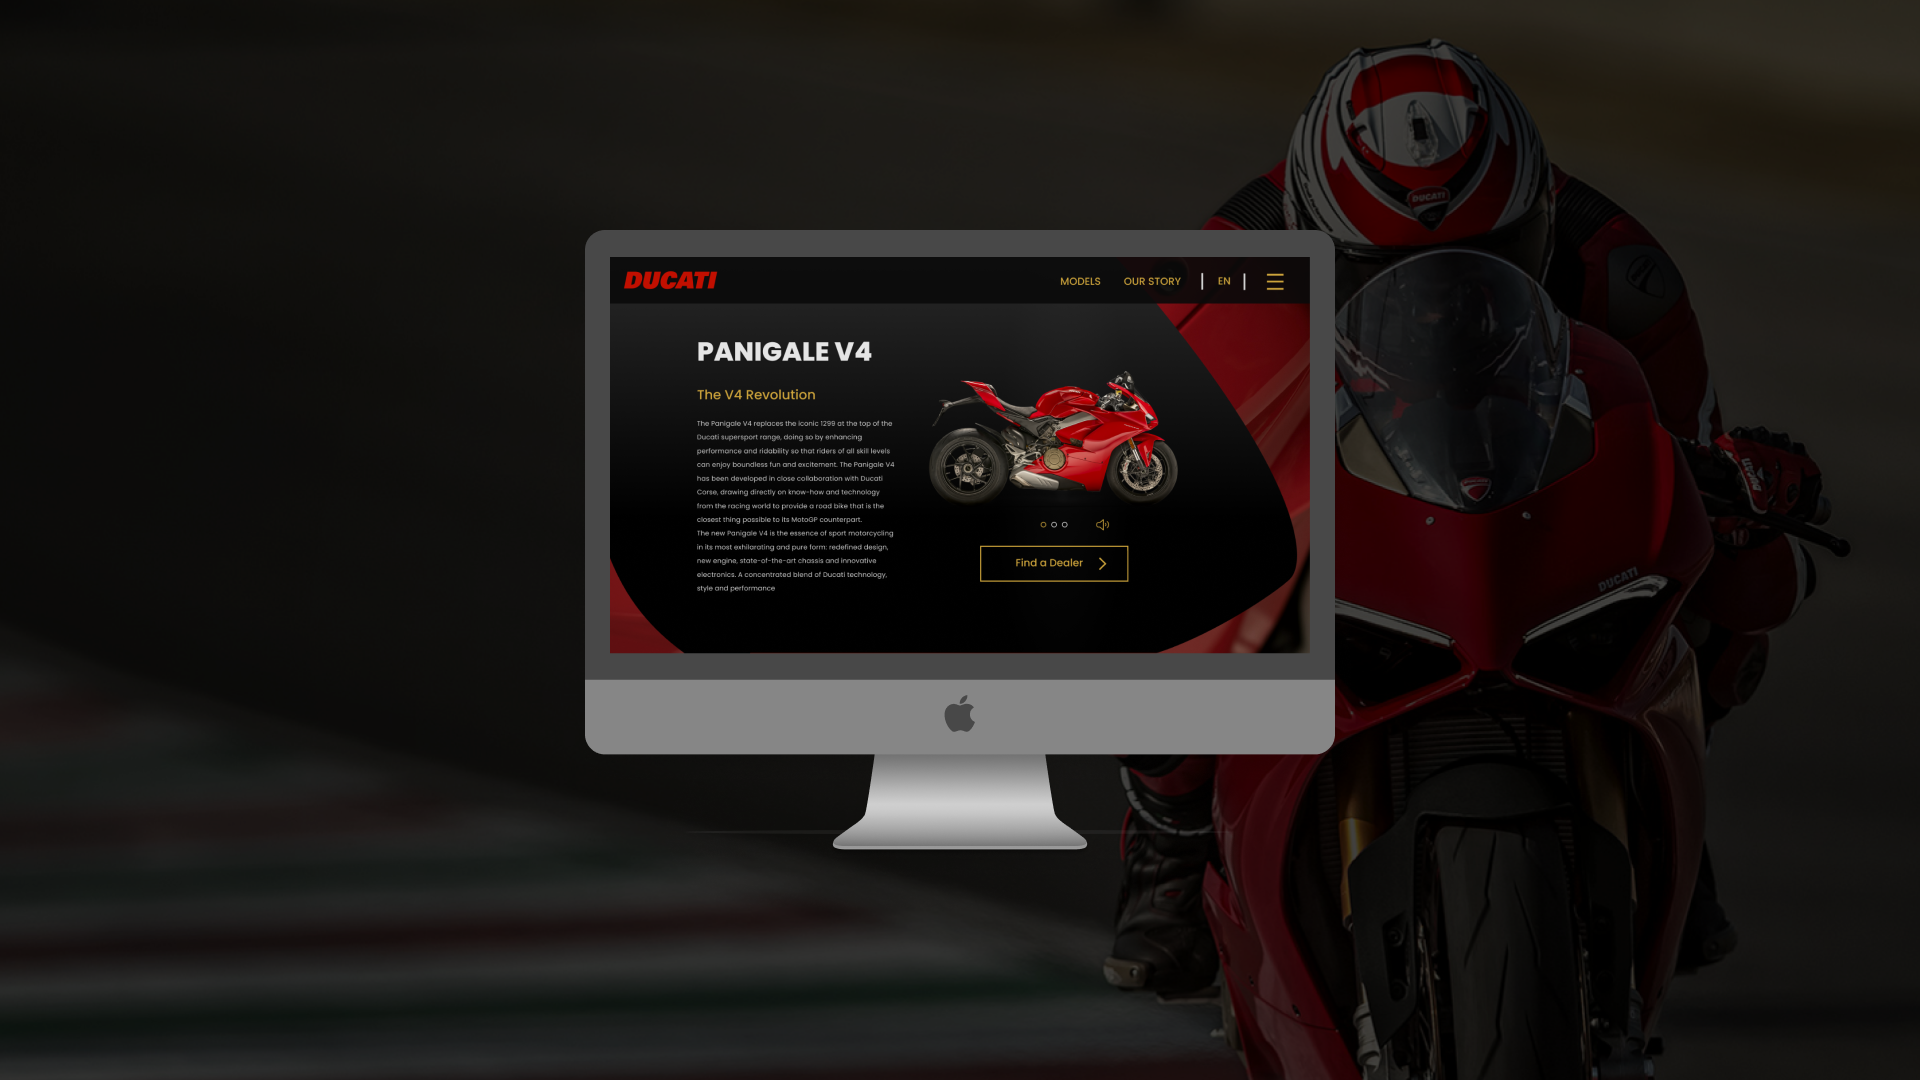 DUCATI
MODELS OUR STORY | EN |
PANIGALE V4
The V4 Revolution
The Panigale V4 replaces the iconic 1299 at the top of the
Ducati supersport range, doing so by enhancing
performance and ridability so that riders of all skill levels
can enjoy boundless fun and excitement. The Panigale V4
has been developed in close collaboration with Ducati
Corse, drawing directly on know-how and technology
from the racing world to provide a road bike that is the
closest thing possible to its MotoGP counterpart.
The new Panigale V4 is the essence of sport motorcycling
in its most exhilarating and pure form: redefined design,
new engine, state-of-the-art chassis and innovative
electronics. A concentrated blend of Ducati technology,
style and performance
Find a Dealer
DUCATI
DUCATI
DUCATI